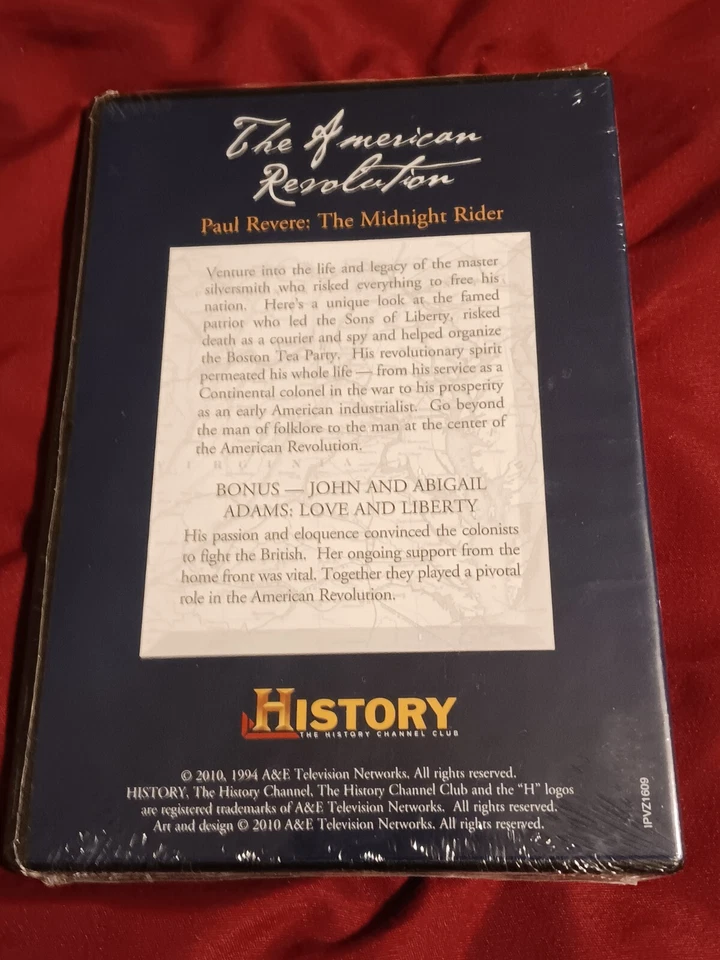 The American
Revolution
Paul Revere: The Midnight Rider
Venture into the life and legacy of the master
silversmith who risked everything to free his
nation. Here's a unique look at the famed
patriot who led the Sons of Liberty, risked
death as a courier and spy and helped organize
the Boston Tea Party. His revolutionary spirit
permeated his whole life — from his service as a
Continental colonel in the war to his prosperity
as an early American industrialist. Go beyond
the man of folklore to the man at the center of
the American Revolution.
VIRGINIA
BONUS — JOHN AND ABIGAIL
ADAMS: LOVE AND LIBERTY
His passion and eloquence convinced the colonists
to fight the British. Her ongoing support from the
home front was vital. Together they played a pivotal
role in the American Revolution.
HISTORY
THE HISTORY CHANNEL CLUB
© 2010, 1994 A&E Television Networks. All rights reserved.
HISTORY, The History Channel, The History Channel Club and the "H" logos
are registered trademarks of A&E Television Networks. All rights reserved.
Art and design © 2010 A&E Television Networks. All rights reserved.
IPVZ1609